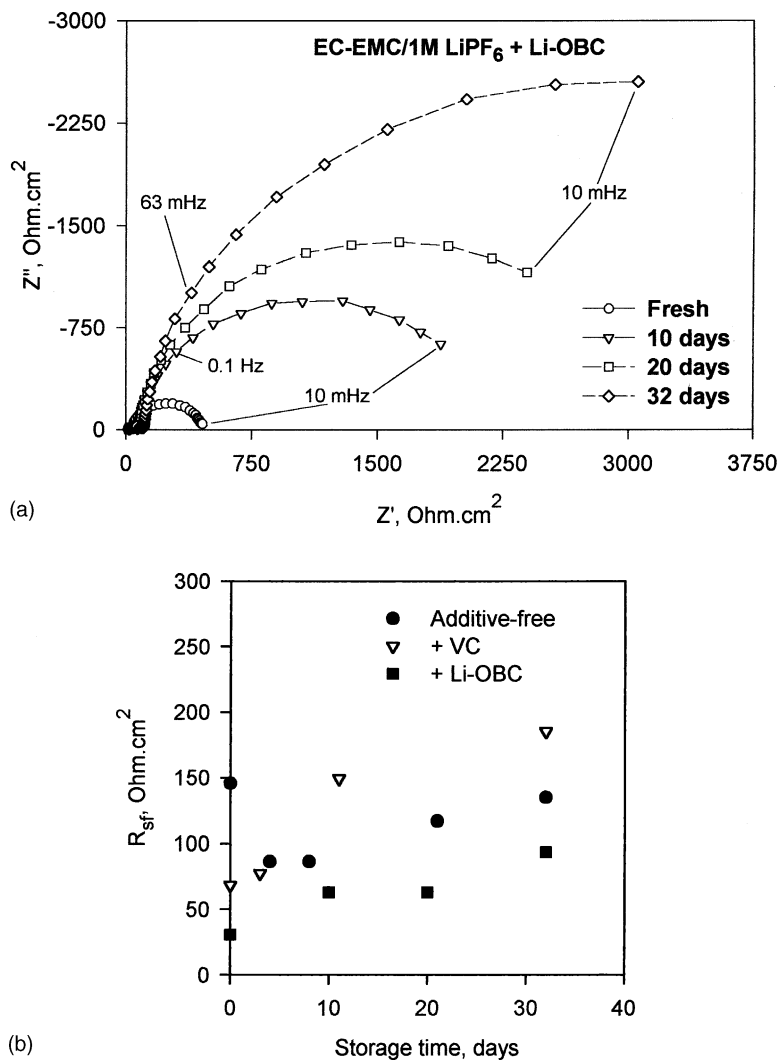 -3000
EC-EMC/1M LiPF6 + Li-OBC
-2250
63 mHz
10 mHz
Z'', Ohm.cm2
-1500
Fresh
10 days
-750
0.1 Hz
20 days
10 mHz
32 days
0
0 750 1500 2250 3000 3750
(a)
Z', Ohm.cm2
300
Additive-free
250
+ VC
+ Li-OBC
200
Rsf, Ohm.cm2
150
100
50
0
0 10 20 30 40
(b)
Storage time, days